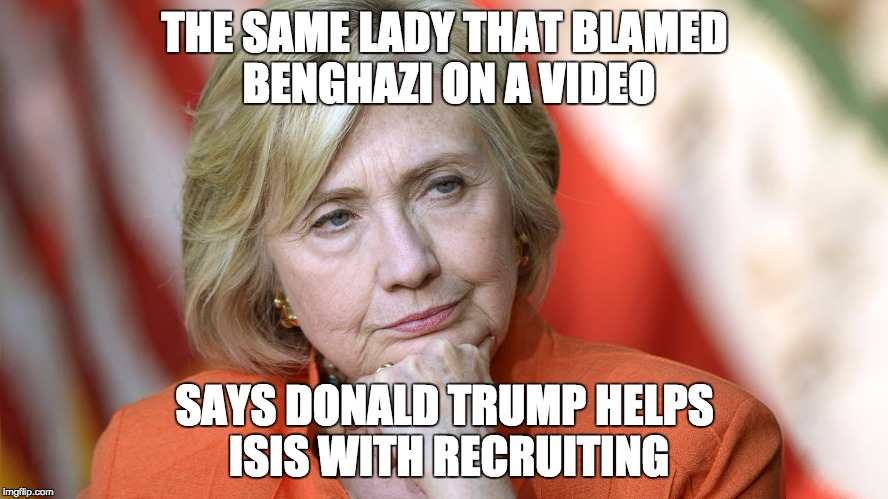 THE SAME LADY THAT BLAMED
BENGHAZI ON A VIDEO
SAYS DONALD TRUMP HELPS
ISIS WITH RECRUITING
imgflip.com